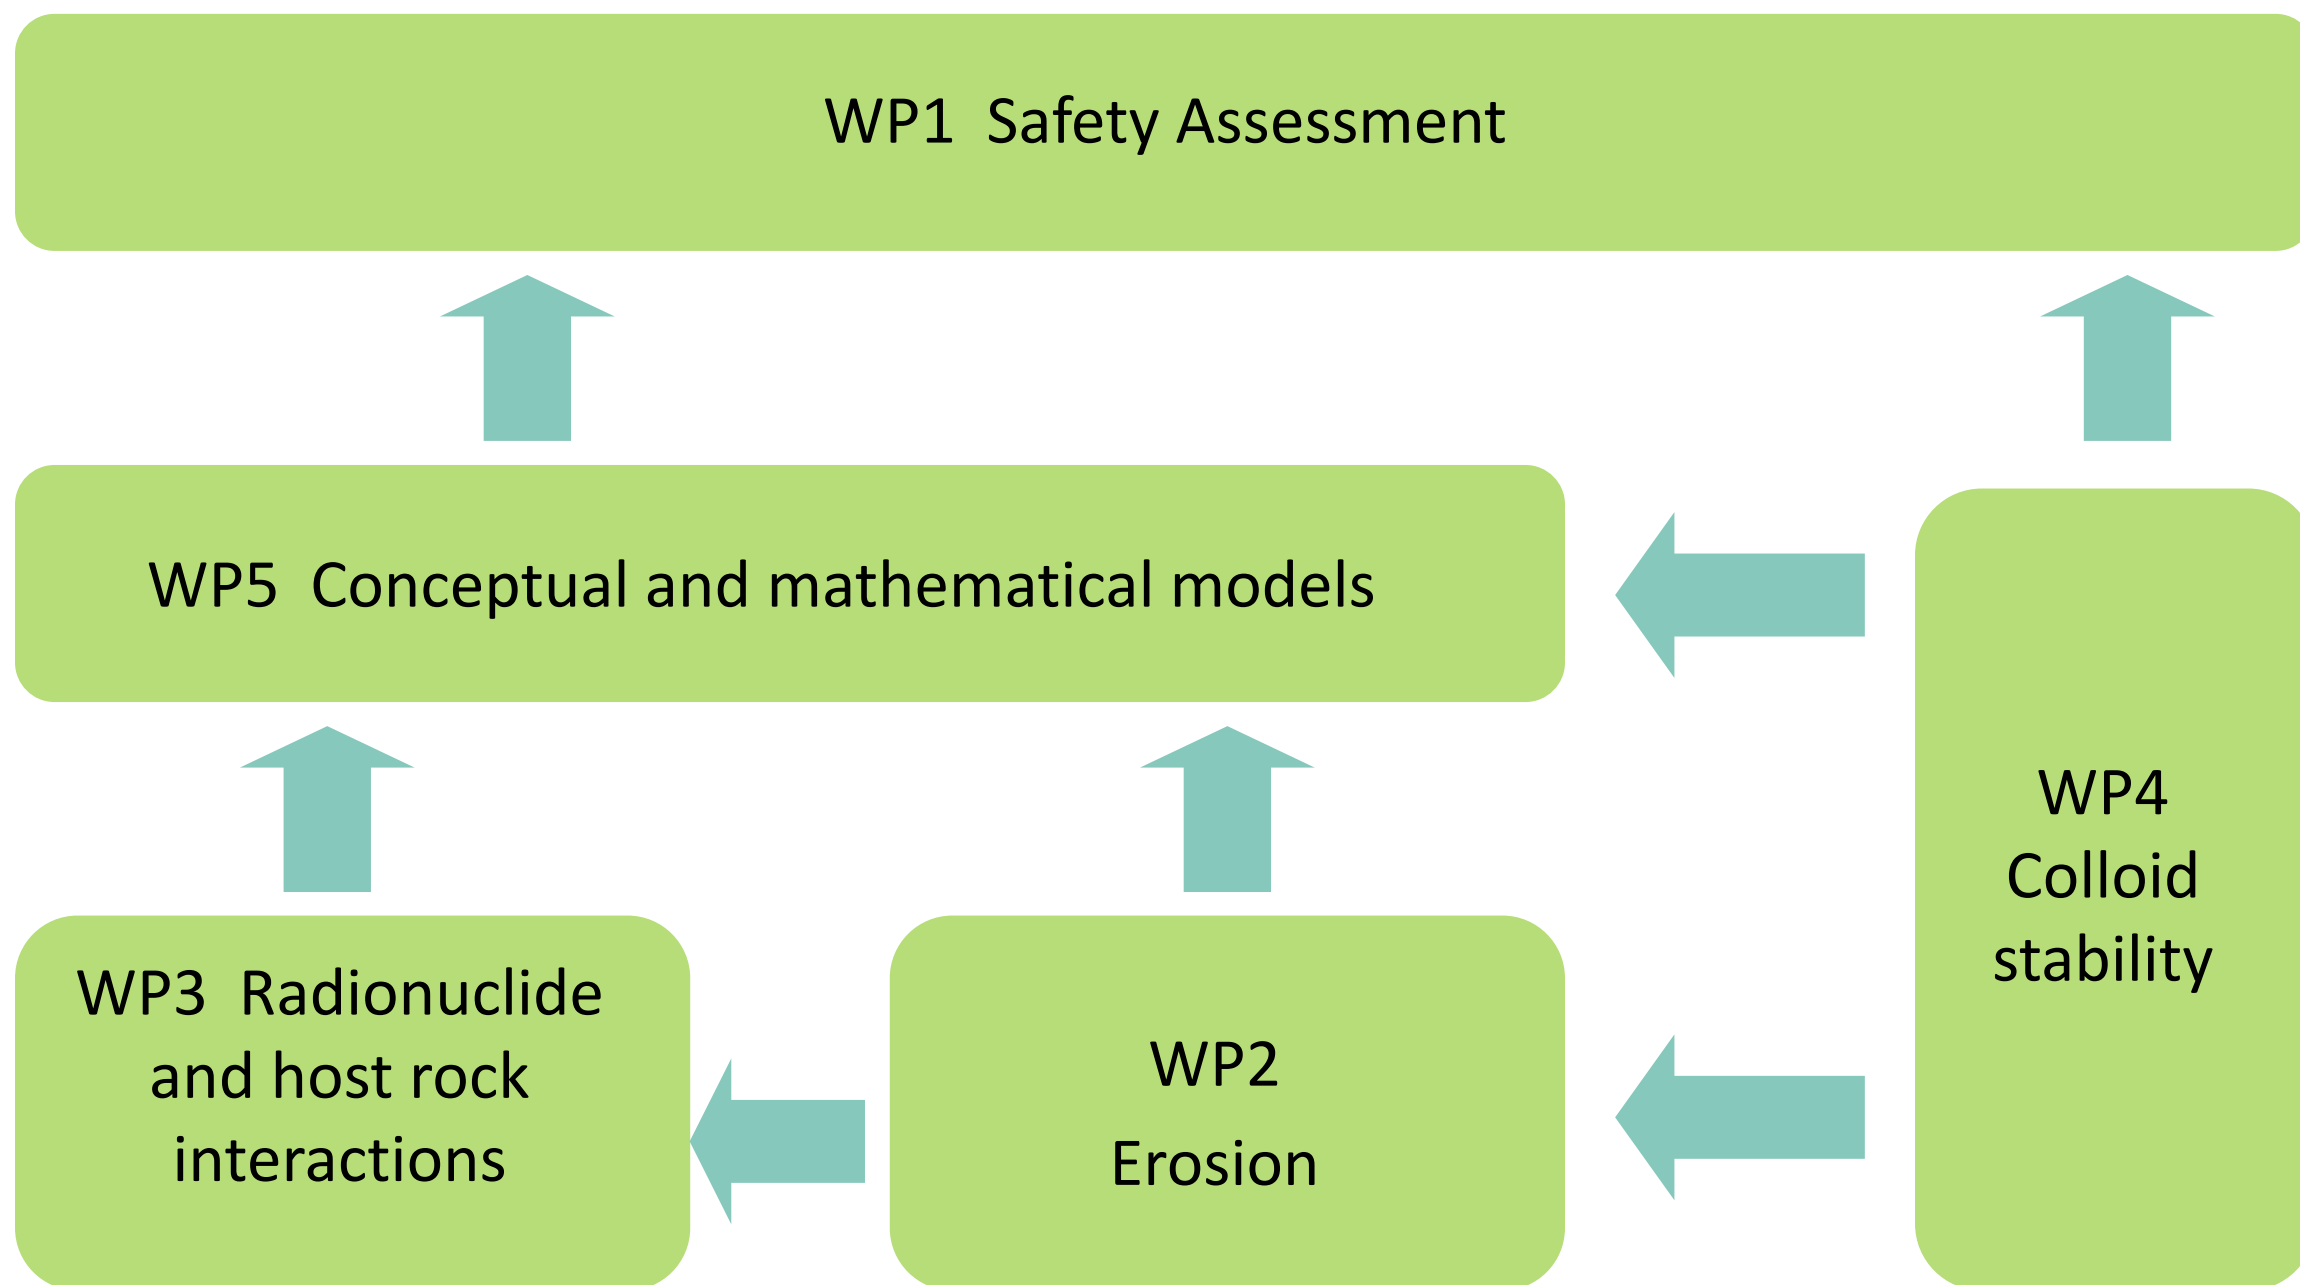 WP1  Safety Assessment
WP5  Conceptual and mathematical models
WP4
Colloid
stability
WP3  Radionuclide
and host rock
interactions
WP2
Erosion